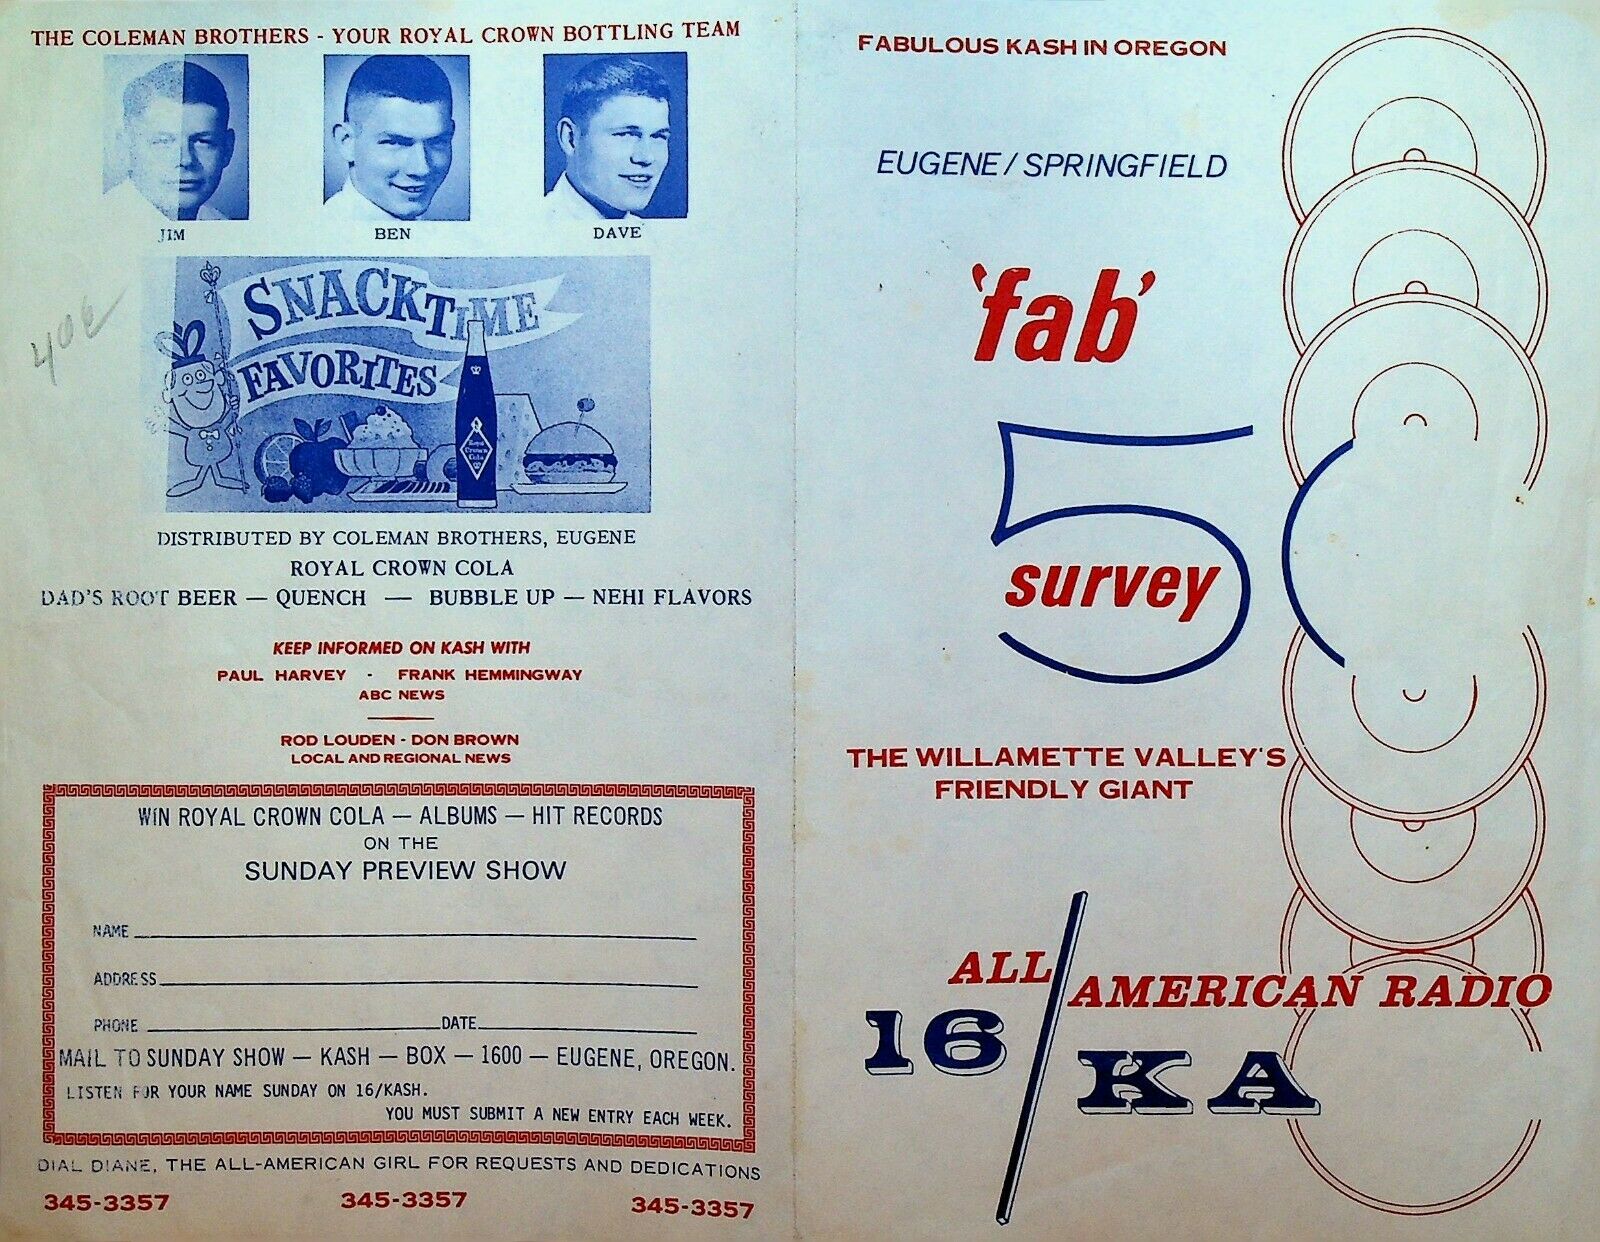 THE COLEMAN BROTHERS - YOUR ROYAL CROWN BOTTLING TEAM
JIM
BEN
DAVE
40¢
SNACKTIME
FAVORITES
Royal
Crown
Cola
DISTRIBUTED BY COLEMAN BROTHERS, EUGENE
ROYAL CROWN COLA
DAD'S ROOT BEER — QUENCH — BUBBLE UP — NEHI FLAVORS
KEEP INFORMED ON KASH WITH
PAUL HARVEY - FRANK HEMMINGWAY
ABC NEWS
ROD LOUDEN - DON BROWN
LOCAL AND REGIONAL NEWS
WIN ROYAL CROWN COLA — ALBUMS — HIT RECORDS
ON THE
SUNDAY PREVIEW SHOW
NAME
ADDRESS
PHONE DATE
MAIL TO SUNDAY SHOW — KASH — BOX — 1600 — EUGENE, OREGON.
LISTEN FOR YOUR NAME SUNDAY ON 16/KASH.
YOU MUST SUBMIT A NEW ENTRY EACH WEEK.
DIAL DIANE, THE ALL-AMERICAN GIRL FOR REQUESTS AND DEDICATIONS
345-3357 345-3357 345-3357
FABULOUS KASH IN OREGON
EUGENE/SPRINGFIELD
'fab'
50
survey
THE WILLAMETTE VALLEY'S
FRIENDLY GIANT
ALL/AMERICAN RADIO
16/KA